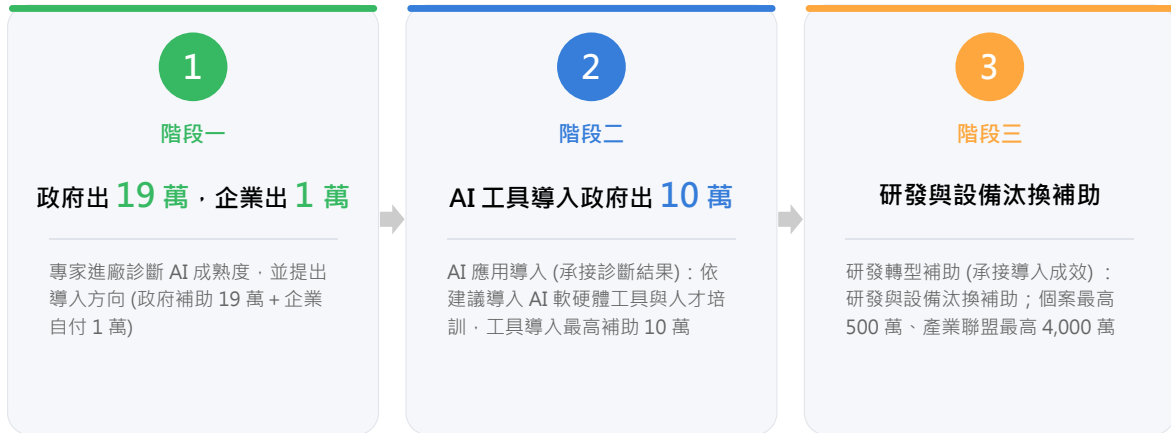 1
階段一
政府出 19 萬，企業出 1 萬
專家進廠診斷 AI 成熟度，並提出
導入方向 (政府補助 19 萬 + 企業
自付 1 萬)
2
階段二
AI 工具導入政府出 10 萬
AI 應用導入 (承接診斷結果)：依
建議導入 AI 軟硬體工具與人才培
訓，工具導入最高補助 10 萬
3
階段三
研發與設備汰換補助
研發轉型補助 (承接導入成效)：
研發與設備汰換補助；個案最高
500 萬、產業聯盟最高 4,000 萬